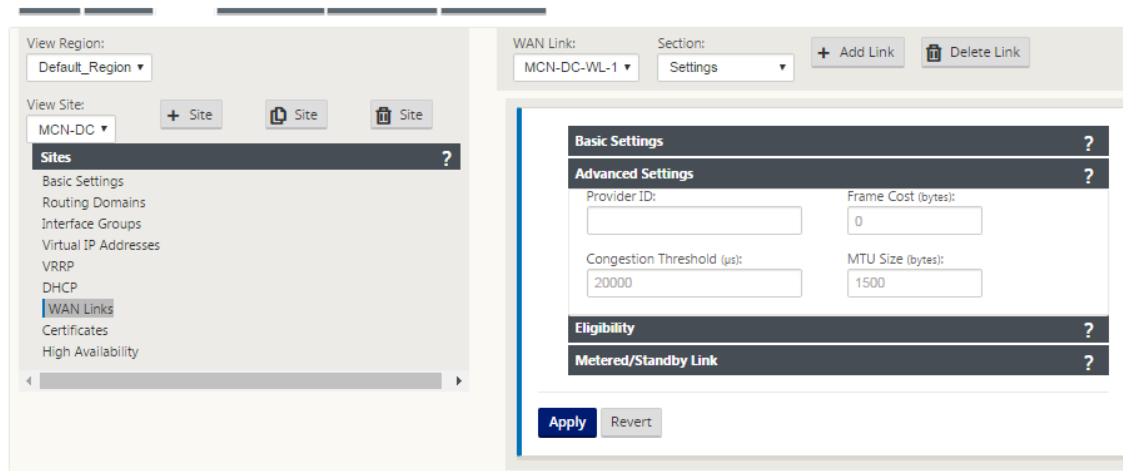 View Region:
Default_Region
View Site:
MCN-DC
+ Site
Site
Site
Sites ?
Basic Settings
Routing Domains
Interface Groups
Virtual IP Addresses
VRRP
DHCP
WAN Links
Certificates
High Availability
WAN Link: Section:
MCN-DC-WL-1 Settings + Add Link Delete Link
Basic Settings ?
Advanced Settings ?
Provider ID: Frame Cost (bytes):
0
Congestion Threshold (µs): MTU Size (bytes):
20000 1500
Eligibility ?
Metered/Standby Link ?
Apply Revert